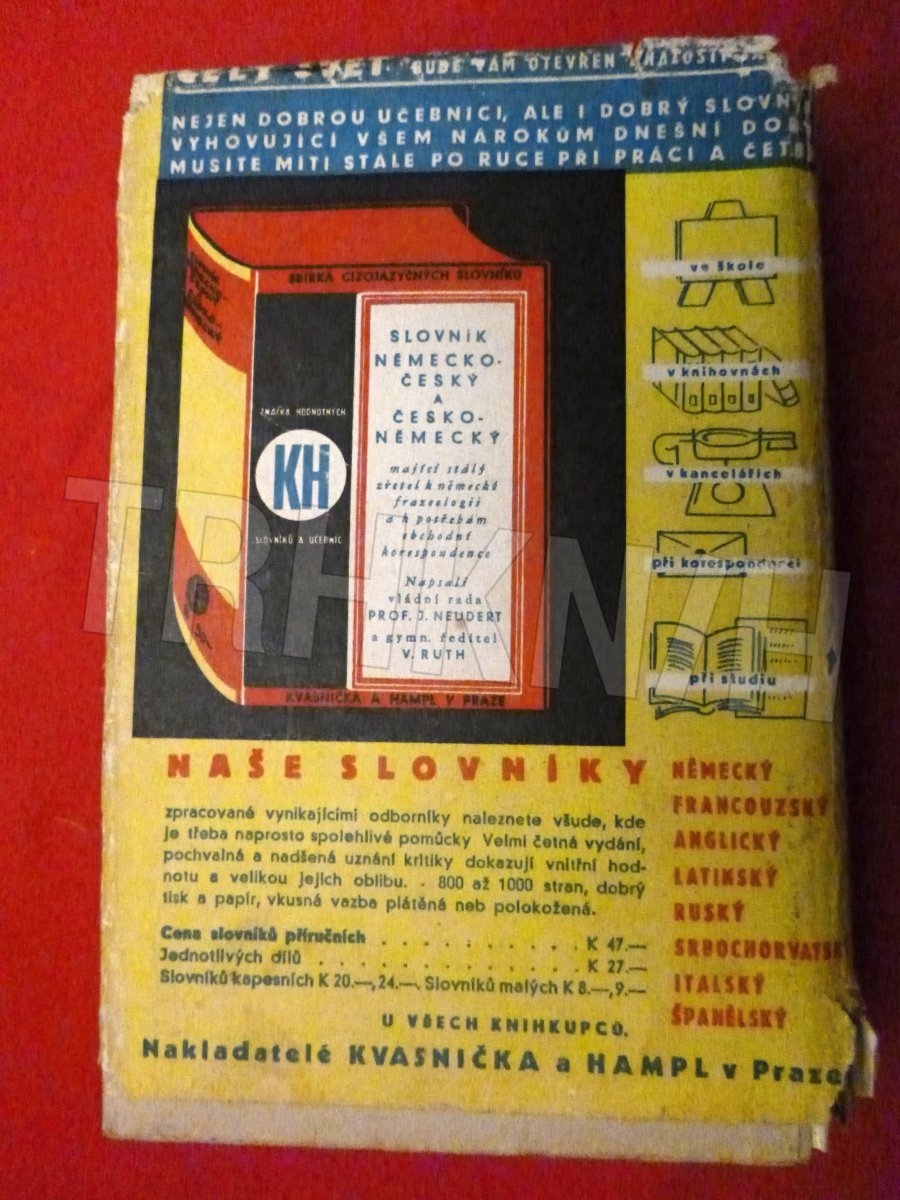 CELÝ SVĚT BUDE VÁM OTEVŘEN
NEJEN DOBROU UČEBNICI, ALE I DOBRÝ SLOVN
VYHOVUJÍCÍ VŠEM NÁROKŮM DNEŠNÍ DOB
MUSÍTE MÍTI STÁLE PO RUCE PŘI PRÁCI A ČETB
SBÍRKA CIZOJAZYČNÝCH SLOVNÍKŮ
SLOVNÍK
NĚMECKO-
ČESKÝ
A
ČESKO-
NĚMECKÝ
mající stálý
zřetel k německé
frazeologii
a k potřebám
obchodní
korespondence
Napsali
vládní rada
PROF. J. NEUDERT
a gymn. ředitel
V. RUTH
ZNAČKA HODNOTNÝCH
KH
SLOVNÍKŮ A UČEBNIC
KVASNIČKA A HAMPL V PRAZE
ve škole
v knihovnách
v kancelářích
při korespondenci
při studiu
NAŠE SLOVNÍKY
zpracované vynikajícími odborníky naleznete všude, kde
je třeba naprosto spolehlivé pomůcky Velmi četná vydání,
pochvalná a nadšená uznání kritiky dokazují vnitřní hod-
notu a velikou jejich oblibu. - 800 až 1000 stran, dobrý
tisk a papír, vkusná vazba plátěná neb polokožená.
Cena slovníků příručních . . . . . . . . . . K 47.—
Jednotlivých dílů . . . . . . . . . . . . . K 27.—
Slovníků kapesních K 20.—, 24.—, Slovníků malých K 8.—, 9.—
U VŠECH KNIHKUPCŮ.
NĚMECKÝ
FRANCOUZSKÝ
ANGLICKÝ
LATINSKÝ
RUSKÝ
SRBOCHORVATSK
ITALSKÝ
ŠPANĚLSKÝ
Nakladatelé KVASNIČKA a HAMPL v Praze
TRHKNIH